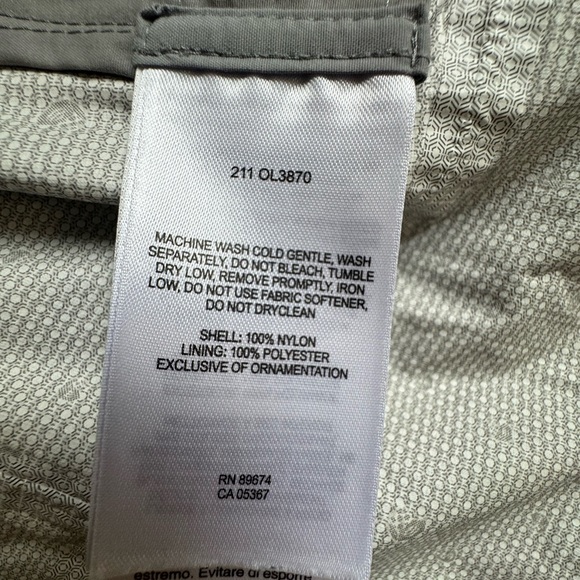 211 OL3870
MACHINE WASH COLD GENTLE, WASH
SEPARATELY, DO NOT BLEACH, TUMBLE
DRY LOW, REMOVE PROMPTLY, IRON
LOW, DO NOT USE FABRIC SOFTENER,
DO NOT DRYCLEAN
SHELL: 100% NYLON
LINING: 100% POLYESTER
EXCLUSIVE OF ORNAMENTATION
RN 89674
CA 05367
estremo. Evitare di esporre